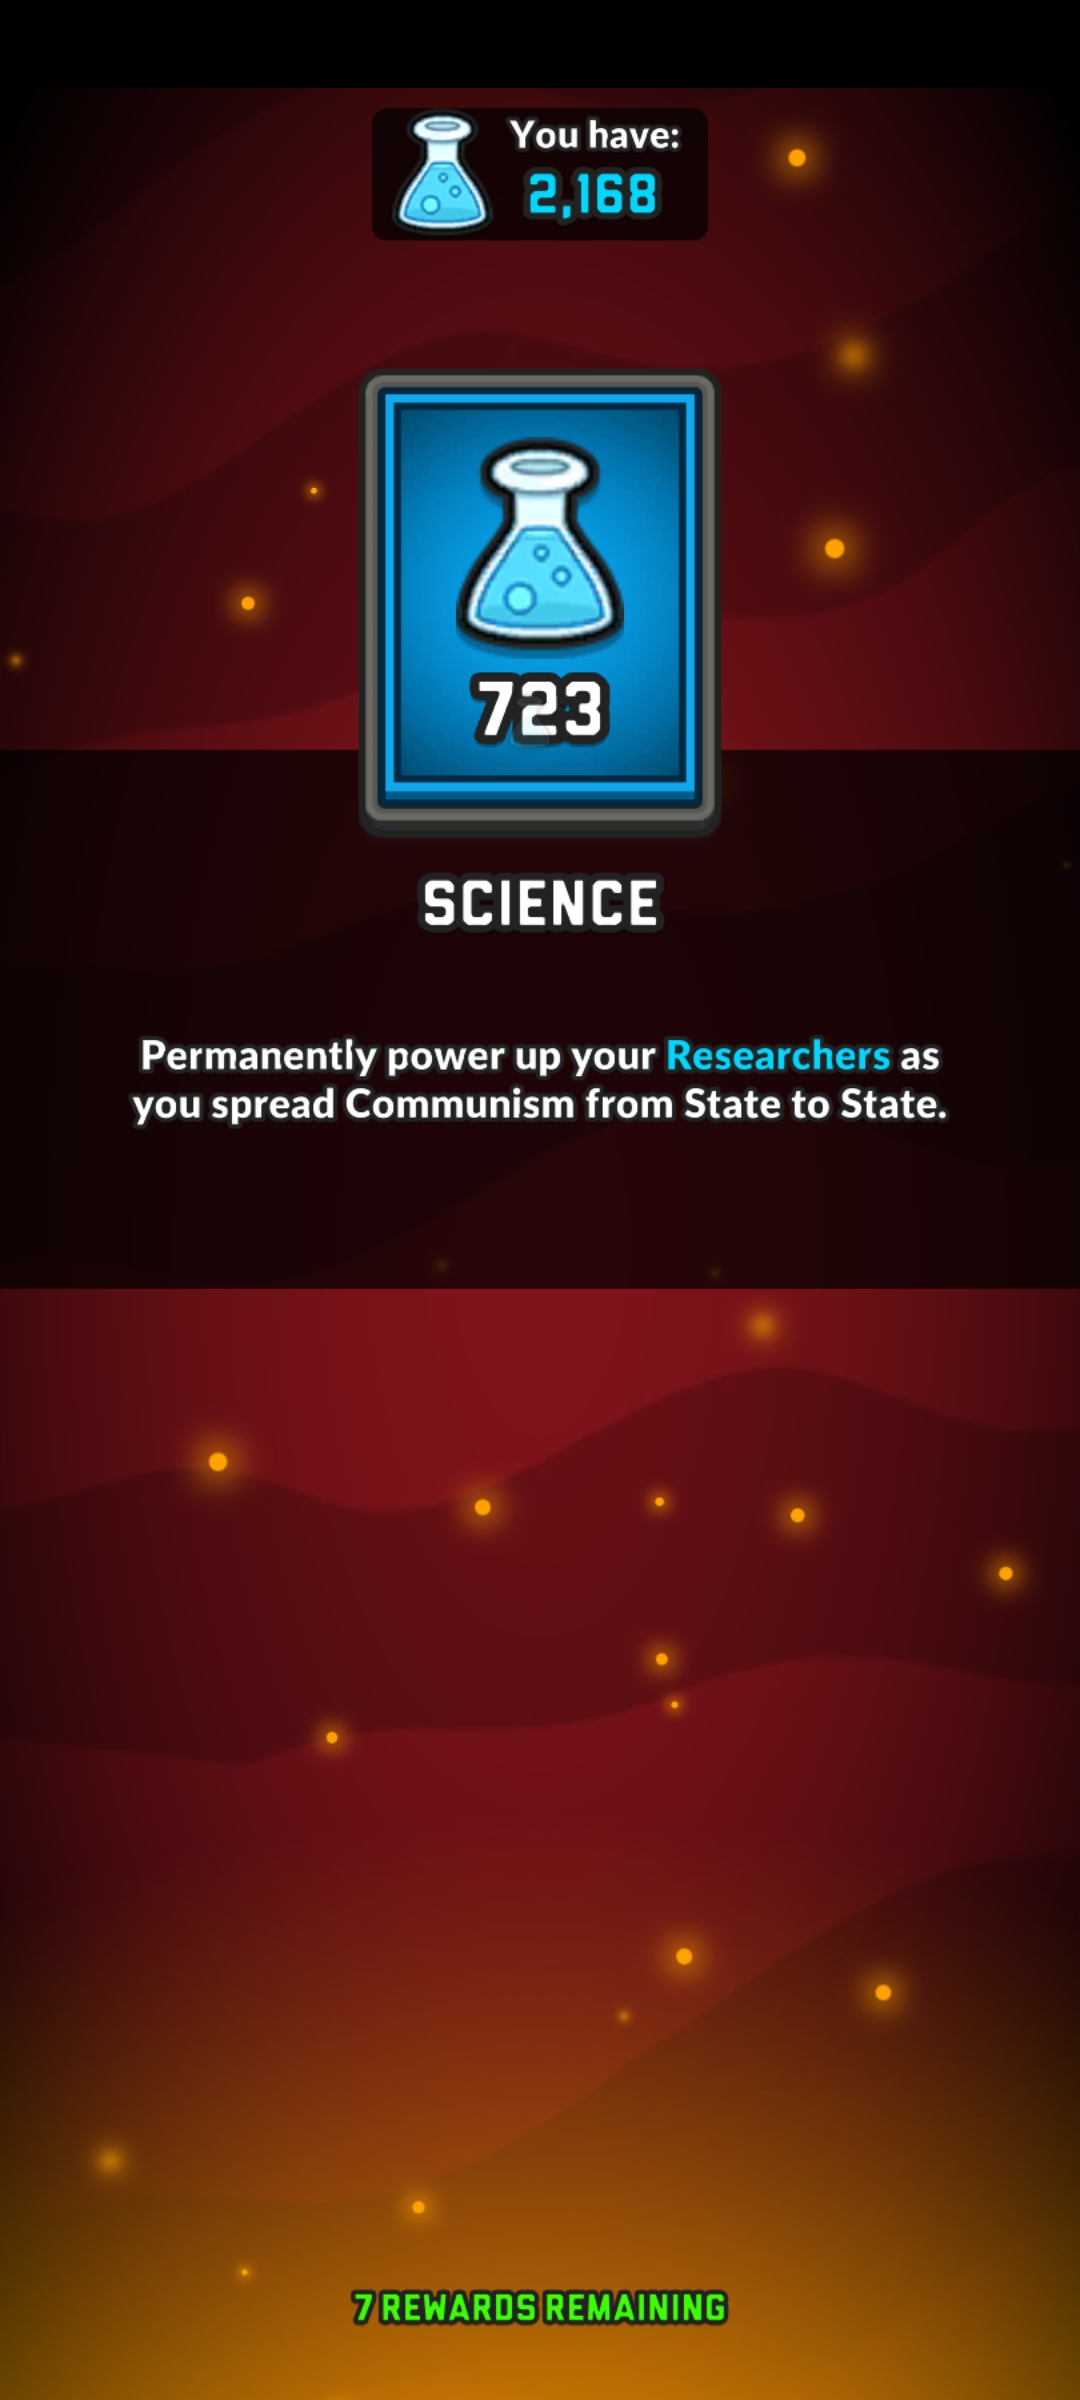 You have:
2,168
723
SCIENCE
Permanently power up your Researchers as
you spread Communism from State to State.
7 REWARDS REMAINING